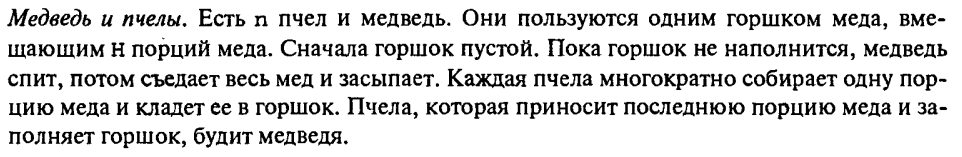 Медведь и пчелы. Есть n пчел и медведь. Они пользуются одним горшком меда, вме-
щающим H порций меда. Сначала горшок пустой. Пока горшок не наполнится, медведь
спит, потом съедает весь мед и засыпает. Каждая пчела многократно собирает одну пор-
цию меда и кладет ее в горшок. Пчела, которая приносит последнюю порцию меда и за-
полняет горшок, будит медведя.